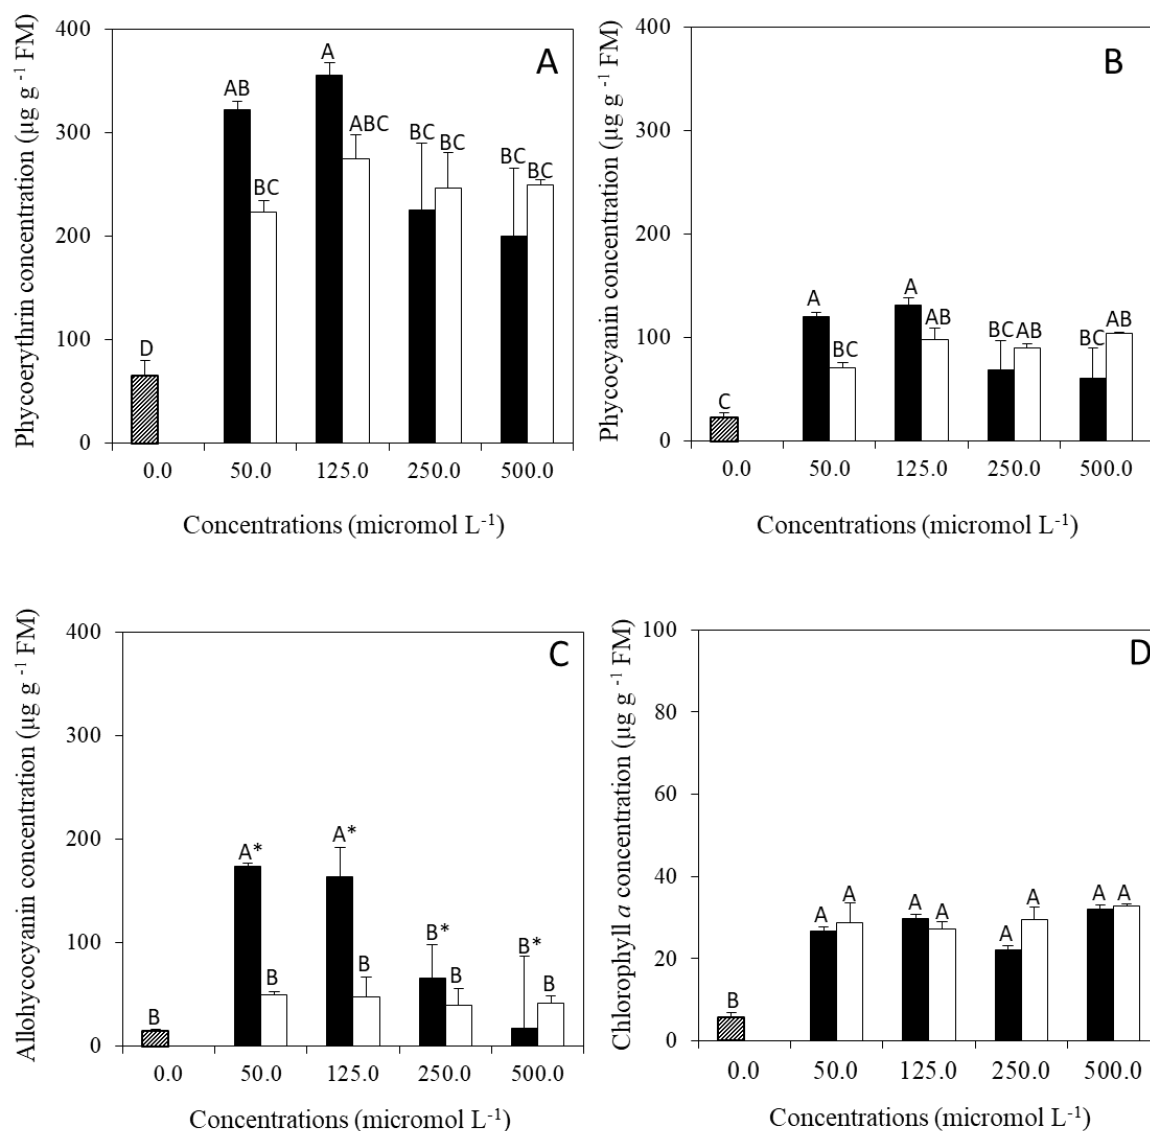 A
Phycoerythrin concentration (µg g -1 FM)
400
300
200
100
0
D
AB
BC
A
ABC
BC
BC
BC
BC
0.0 50.0 125.0 250.0 500.0
Concentrations (micromol L-1)
B
Phycocyanin concentration (µg g -1 FM)
400
300
200
100
0
C
A
BC
A
AB
BC
AB
BC
AB
0.0 50.0 125.0 250.0 500.0
Concentrations (micromol L-1)
C
Allohycocyanin concentration (µg g -1 FM)
400
300
200
100
0
B
A*
B
A*
B
B*
B
B*
B
0.0 50.0 125.0 250.0 500.0
Concentrations (micromol L-1)
D
Chlorophyll a concentration (µg g -1 FM)
100
80
60
40
20
0
B
A
A
A
A
A
A
A
A
0.0 50.0 125.0 250.0 500.0
Concentrations (micromol L-1)